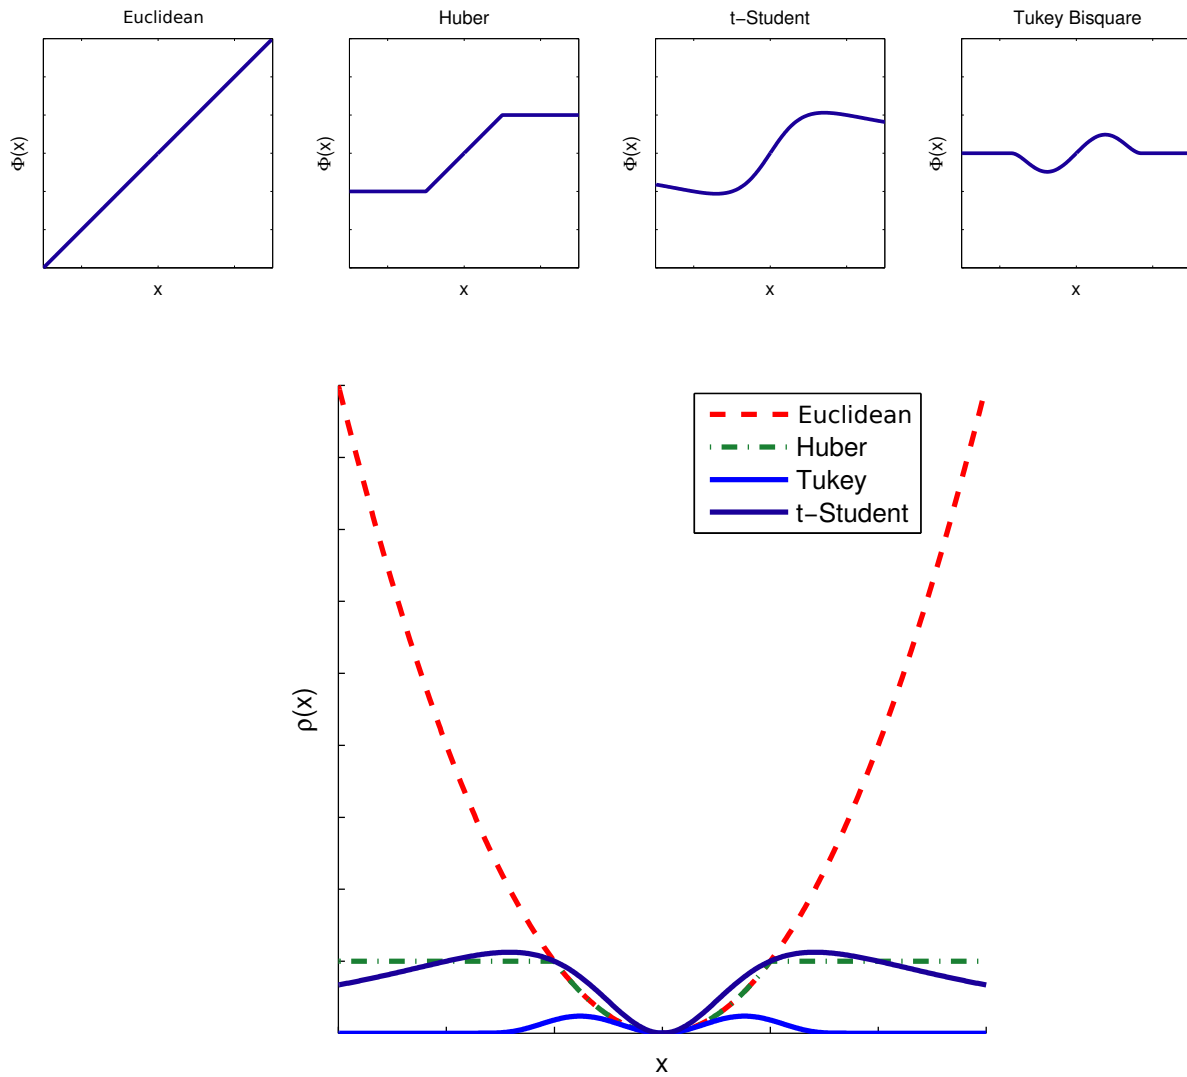 Euclidean
Huber
t−Student
Tukey Bisquare
Φ(x)
Φ(x)
Φ(x)
Φ(x)
x
x
x
x
Euclidean
Huber
Tukey
t−Student
ρ(x)
x